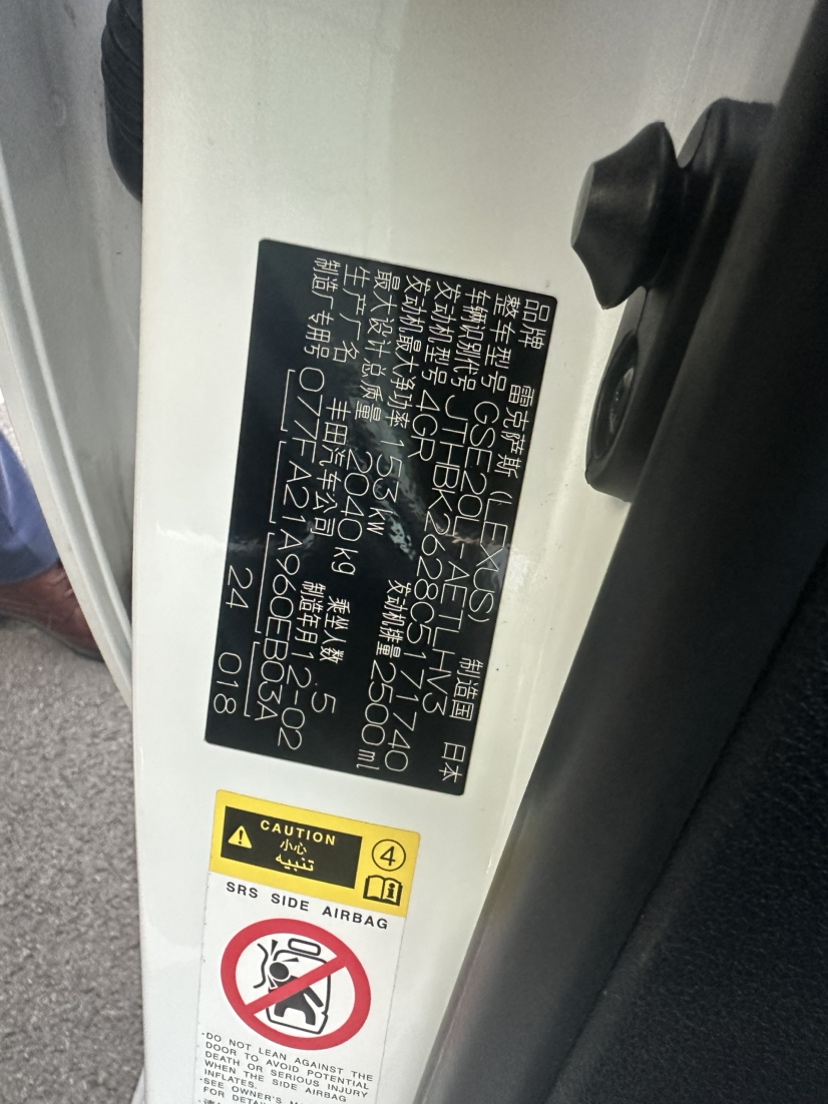 品牌 雷克萨斯 (LEXUS) 制造国 日本
整车型号 GSE20L-AETLHV3
车辆识别代号 JTHBK2628C5171740
发动机型号 4GR 发动机排量 2500ml
发动机最大净功率 153kw
最大设计总质量 2040kg 乘坐人数 5
生产厂名 丰田汽车公司 制造年月 12-02
制造厂专用号 077FA21A960EB03A
24 018
CAUTION
小心
تنبيه
4
SRS SIDE AIRBAG
·DO NOT LEAN AGAINST THE
DOOR TO AVOID POTENTIAL
DEATH OR SERIOUS INJURY
WHEN THE SIDE AIRBAG
INFLATES.
·SEE OWNER'S
FOR